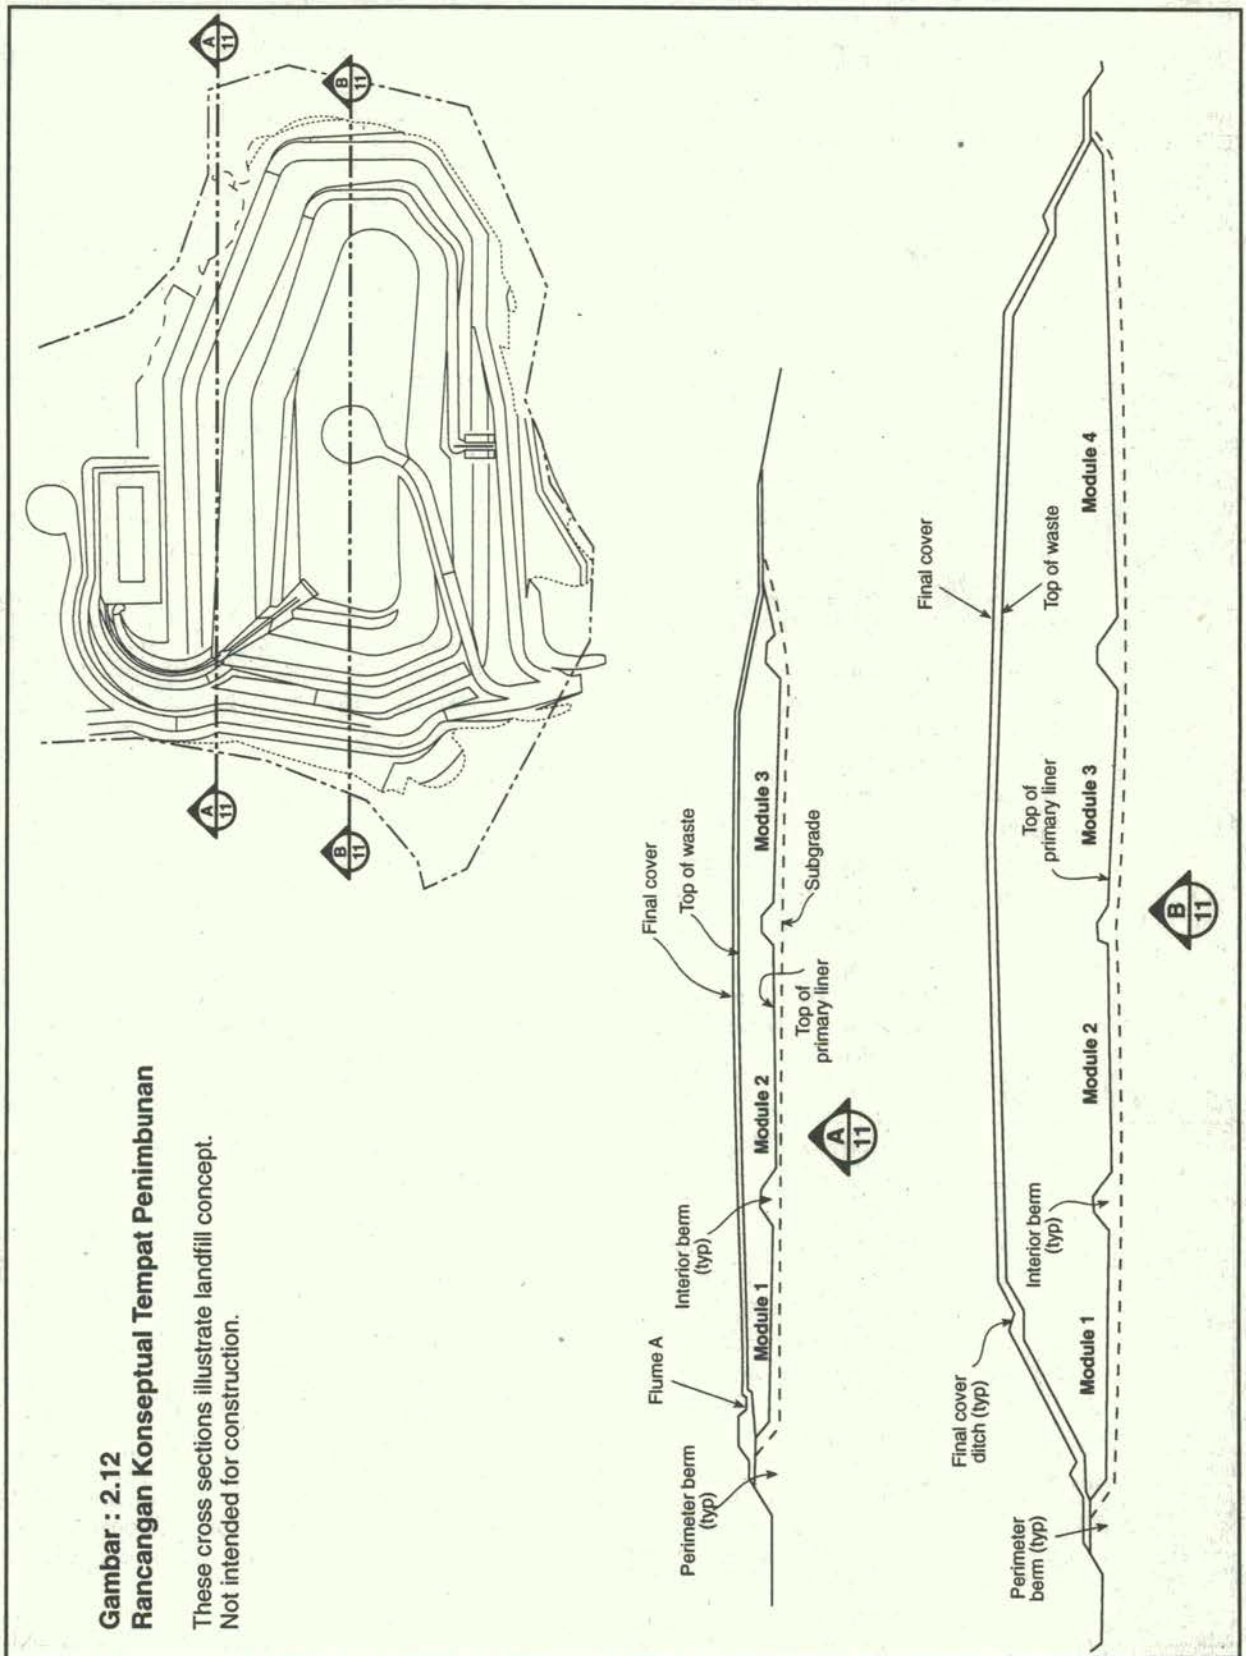 Gambar : 2.12
Rancangan Konseptual Tempat Penimbunan
These cross sections illustrate landfill concept.
Not intended for construction.
A
11
A
11
B
11
B
11
Perimeter berm
(typ)
Flume A
Module 1
Interior berm
(typ)
Module 2
Final cover
Top of waste
Module 3
Top of
primary liner
Subgrade
A
11
Perimeter
berm (typ)
Final cover
ditch (typ)
Module 1
Interior berm
(typ)
Module 2
Top of
primary liner
Module 3
Final cover
Top of waste
Module 4
B
11